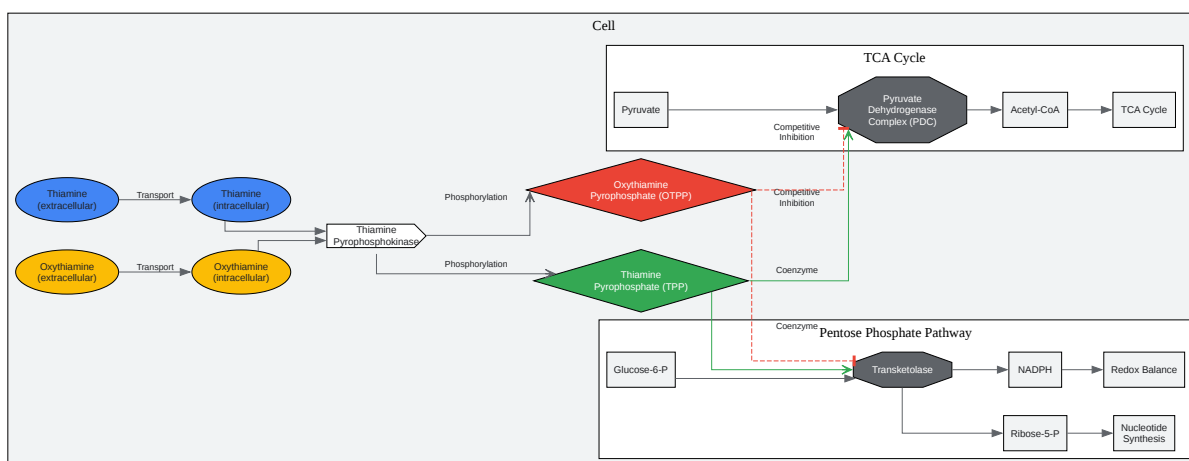 Cell
TCA Cycle
Pyruvate
Pyruvate
Dehydrogenase
Complex (PDC)
Acetyl-CoA
TCA Cycle
Competitive
Inhibition
Thiamine
(extracellular)
Transport
Thiamine
(intracellular)
Phosphorylation
Oxythiamine
Pyrophosphate (OTPP)
Competitive
Inhibition
Thiamine
Pyrophosphokinase
Oxythiamine
(extracellular)
Transport
Oxythiamine
(intracellular)
Phosphorylation
Thiamine
Pyrophosphate (TPP)
Coenzyme
Coenzyme
Pentose Phosphate Pathway
Glucose-6-P
Transketolase
NADPH
Redox Balance
Ribose-5-P
Nucleotide
Synthesis